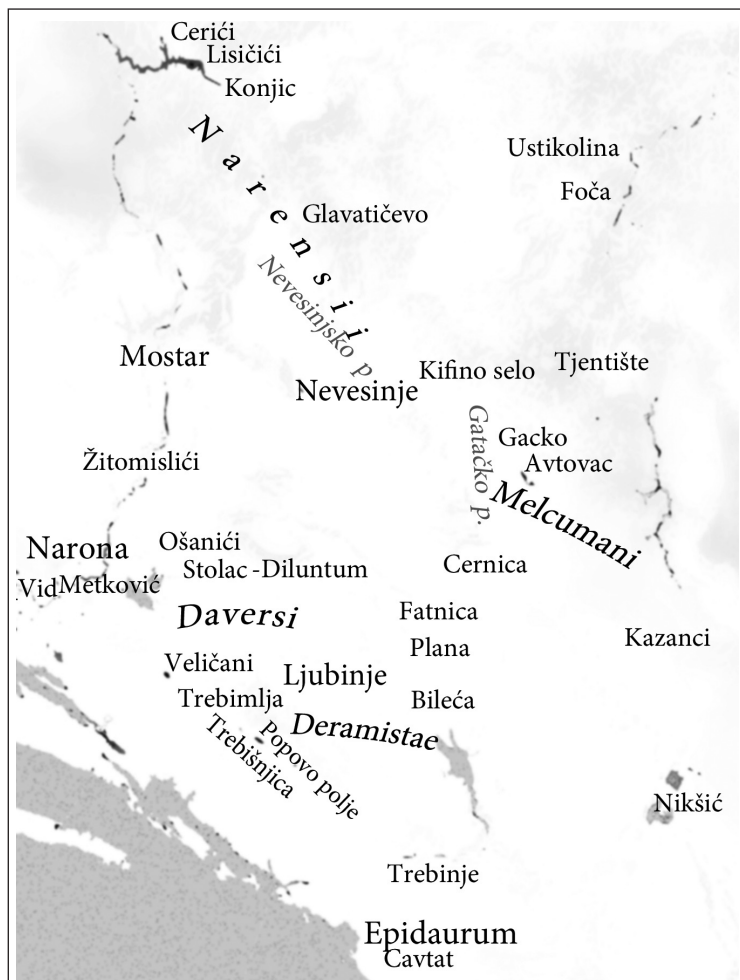 Cerići
Lisičići
Konjic
Narensii
Ustikolina
Foča
Glavatičevo
Nevesinjsko p.
Mostar
Nevesinje
Kifino selo
Tjentište
Gatačko p.
Gacko
Avtovac
Melcumani
Žitomislići
Narona
Ošanići
Stolac - Diluntum
Vid
Metković
Cernica
Daversi
Fatnica
Kazanci
Plana
Veličani
Ljubinje
Trebimlja
Bileća
Deramistae
Popovo polje
Trebišnjica
Nikšić
Trebinje
Epidaurum
Cavtat